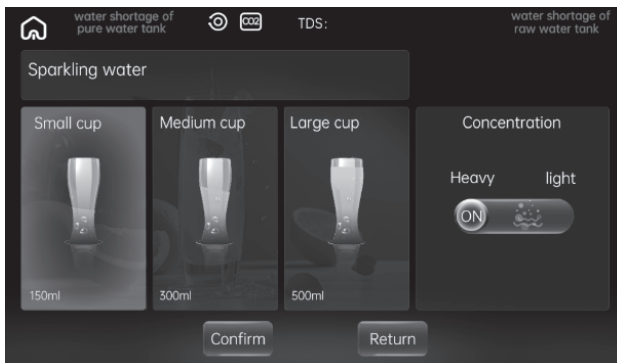 water shortage of
pure water tank
CO2
TDS:
water shortage of
raw water tank
Sparkling water
Small cup
Medium cup
Large cup
Concentration
Heavy
light
ON
150ml
300ml
500ml
Confirm
Return